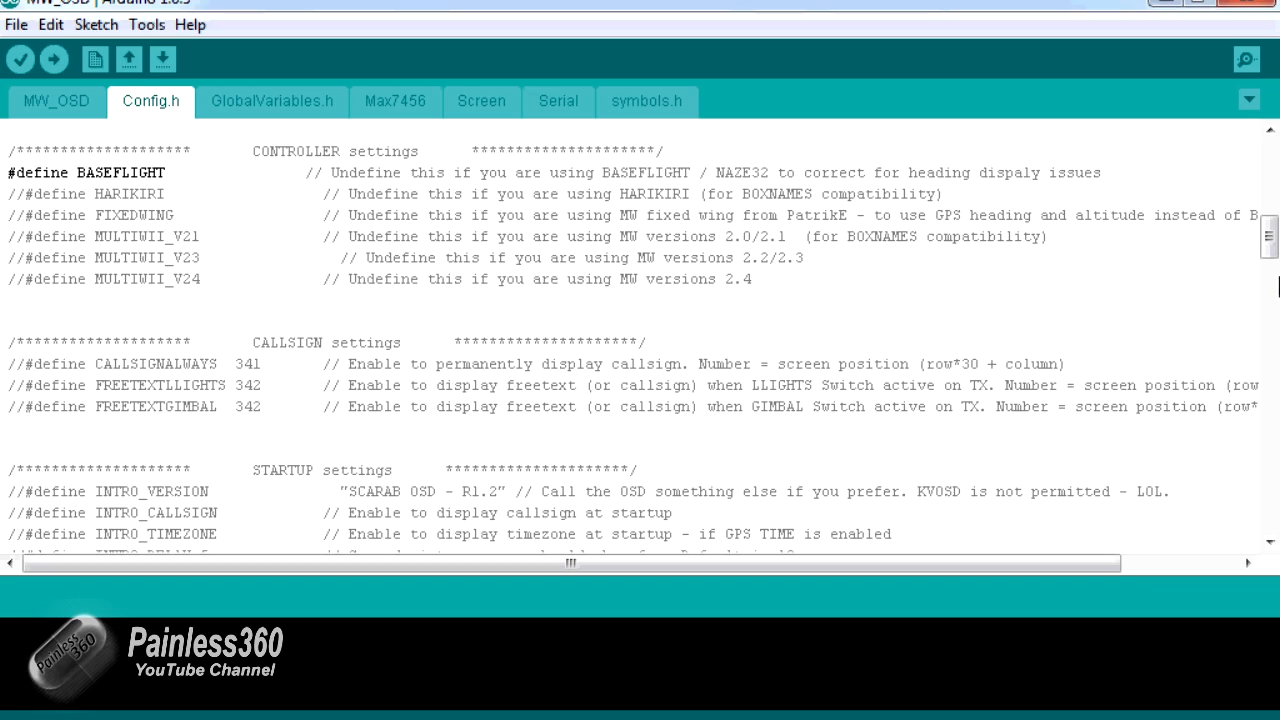 MW_OSD | Arduino 1.0.5
File Edit Sketch Tools Help
MW_OSD Config.h GlobalVariables.h Max7456 Screen Serial symbols.h
/******************** CONTROLLER settings *********************/
#define BASEFLIGHT // Undefine this if you are using BASEFLIGHT / NAZE32 to correct for heading dispaly issues
//#define HARIKIRI // Undefine this if you are using HARIKIRI (for BOXNAMES compatibility)
//#define FIXEDWING // Undefine this if you are using MW fixed wing from PatrikE - to use GPS heading and altitude instead of B
//#define MULTIWII_V21 // Undefine this if you are using MW versions 2.0/2.1 (for BOXNAMES compatibility)
//#define MULTIWII_V23 // Undefine this if you are using MW versions 2.2/2.3
//#define MULTIWII_V24 // Undefine this if you are using MW versions 2.4
/******************** CALLSIGN settings *********************/
//#define CALLSIGNALWAYS 341 // Enable to permanently display callsign. Number = screen position (row*30 + column)
//#define FREETEXTLLIGHTS 342 // Enable to display freetext (or callsign) when LLIGHTS Switch active on TX. Number = screen position (row
//#define FREETEXTGIMBAL 342 // Enable to display freetext (or callsign) when GIMBAL Switch active on TX. Number = screen position (row*
/******************** STARTUP settings *********************/
//#define INTRO_VERSION "SCARAB OSD - R1.2" // Call the OSD something else if you prefer. KVOSD is not permitted - LOL.
//#define INTRO_CALLSIGN // Enable to display callsign at startup
//#define INTRO_TIMEZONE // Enable to display timezone at startup - if GPS TIME is enabled
Painless360
Painless 360
YouTube Channel